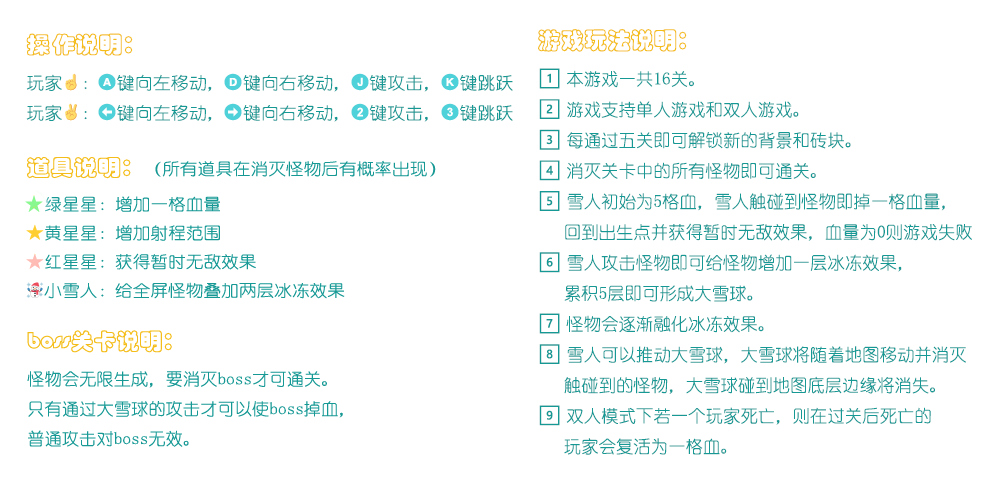 操作说明:
玩家☝: A键向左移动, D键向右移动, J键攻击, K键跳跃
玩家✌: ←键向左移动, →键向右移动, 2键攻击, 3键跳跃
道具说明: (所有道具在消灭怪物后有概率出现)
★绿星星: 增加一格血量
★黄星星: 增加射程范围
★红星星: 获得暂时无敌效果
小雪人: 给全屏怪物叠加两层冰冻效果
boss关卡说明:
怪物会无限生成, 要消灭boss才可通关。
只有通过大雪球的攻击才可以使boss掉血,
普通攻击对boss无效。
游戏玩法说明:
1 本游戏一共16关。
2 游戏支持单人游戏和双人游戏。
3 每通过五关即可解锁新的背景和砖块。
4 消灭关卡中的所有怪物即可通关。
5 雪人初始为5格血, 雪人触碰到怪物即掉一格血量,
回到出生点并获得暂时无敌效果, 血量为0则游戏失败
6 雪人攻击怪物即可给怪物增加一层冰冻效果,
累积5层即可形成大雪球。
7 怪物会逐渐融化冰冻效果。
8 雪人可以推动大雪球, 大雪球将随着地图移动并消灭
触碰到的怪物, 大雪球碰到地图底层边缘将消失。
9 双人模式下若一个玩家死亡, 则在过关后死亡的
玩家会复活为一格血。